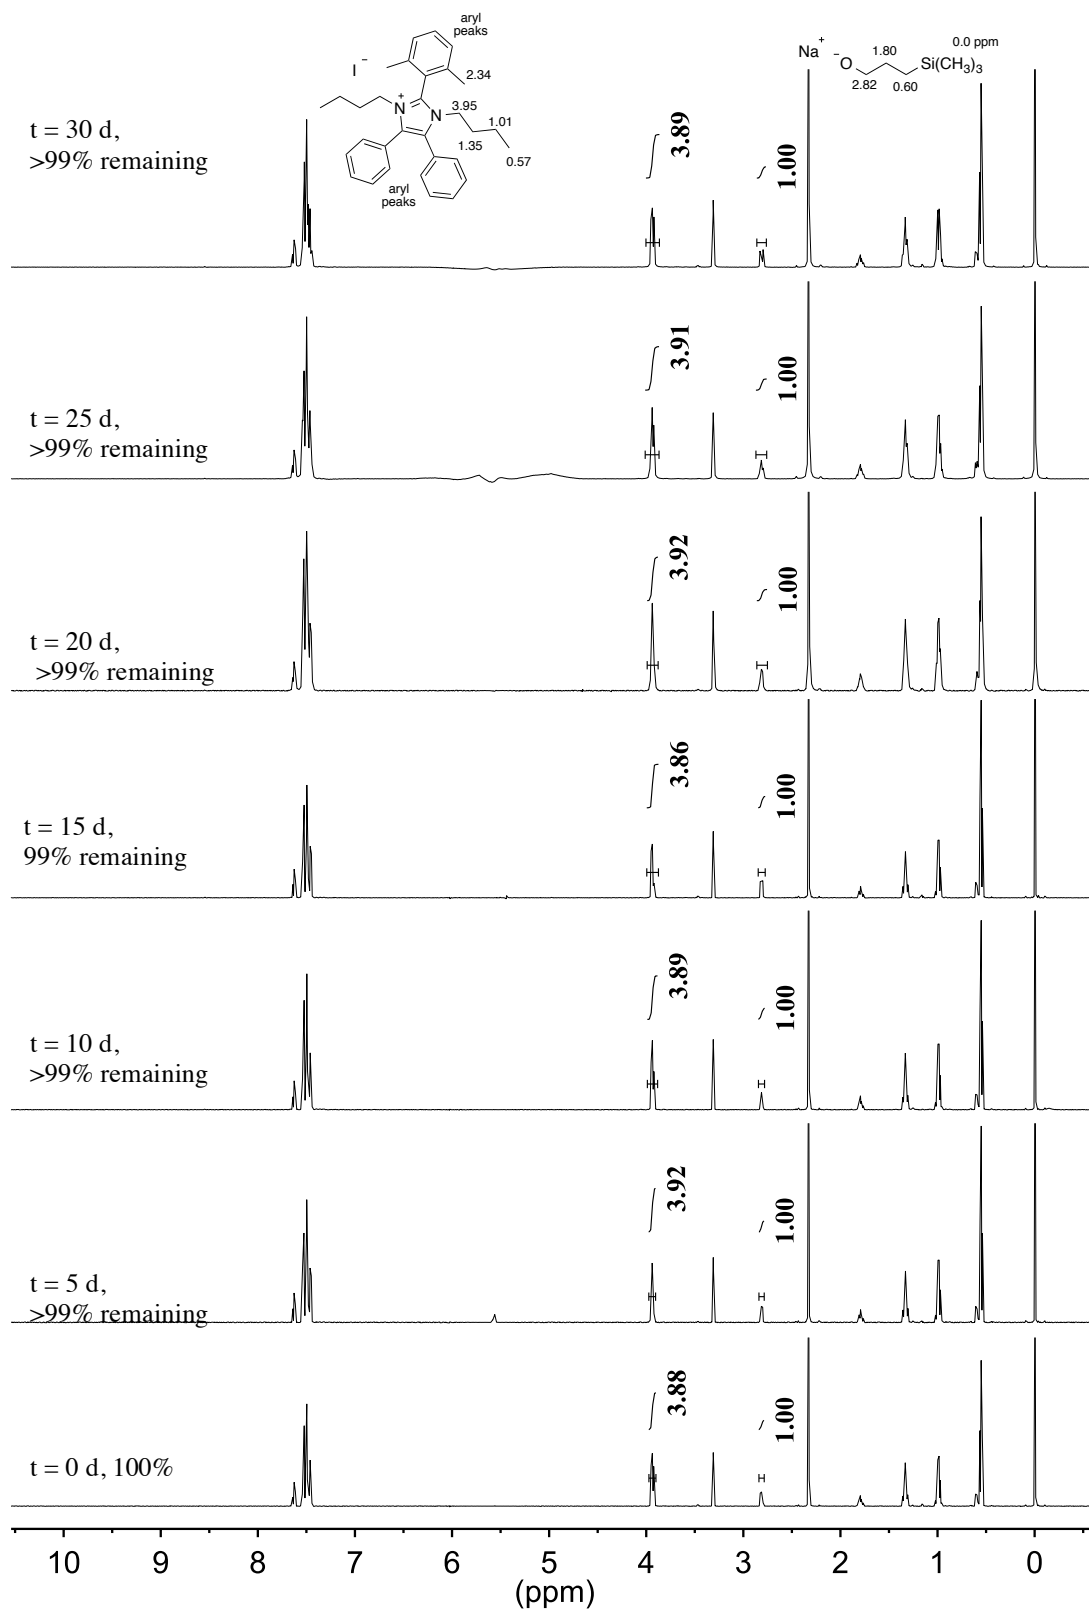 aryl
peaks
I⁻
2.34
N⁺
N
3.95
1.01
1.35
0.57
aryl
peaks
Na⁺
⁻O
1.80
0.0 ppm
Si(CH₃)₃
2.82
0.60
t = 30 d,
>99% remaining
3.89
1.00
t = 25 d,
>99% remaining
3.91
1.00
t = 20 d,
>99% remaining
3.92
1.00
t = 15 d,
99% remaining
3.86
1.00
t = 10 d,
>99% remaining
3.89
1.00
t = 5 d,
>99% remaining
3.92
1.00
t = 0 d, 100%
3.88
1.00
10 9 8 7 6 5 4 3 2 1 0
(ppm)